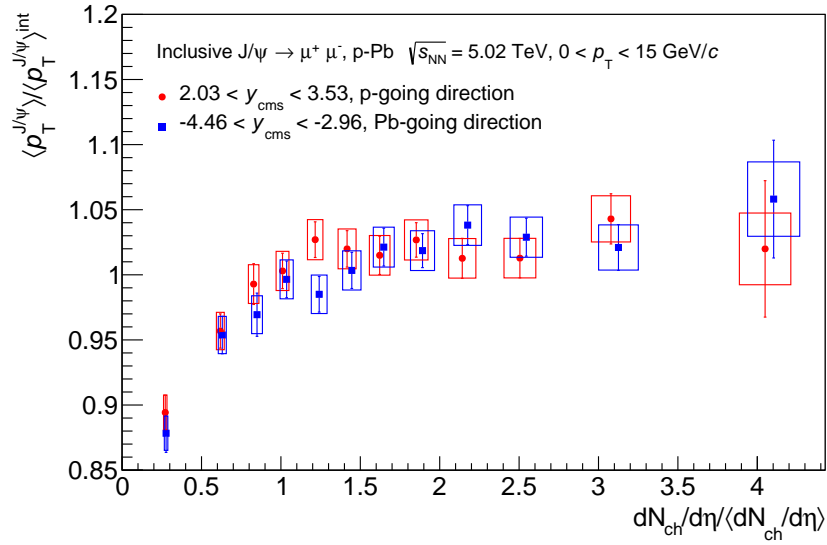 ⟨p_T^J/ψ⟩/⟨p_T^J/ψ⟩^int
1.2
1.15
1.1
1.05
1
0.95
0.9
0.85
Inclusive J/ψ → μ⁺ μ⁻, p-Pb √s_NN = 5.02 TeV, 0 < p_T < 15 GeV/c
2.03 < y_cms < 3.53, p-going direction
-4.46 < y_cms < -2.96, Pb-going direction
0 0.5 1 1.5 2 2.5 3 3.5 4
dN_ch/dη/⟨dN_ch/dη⟩